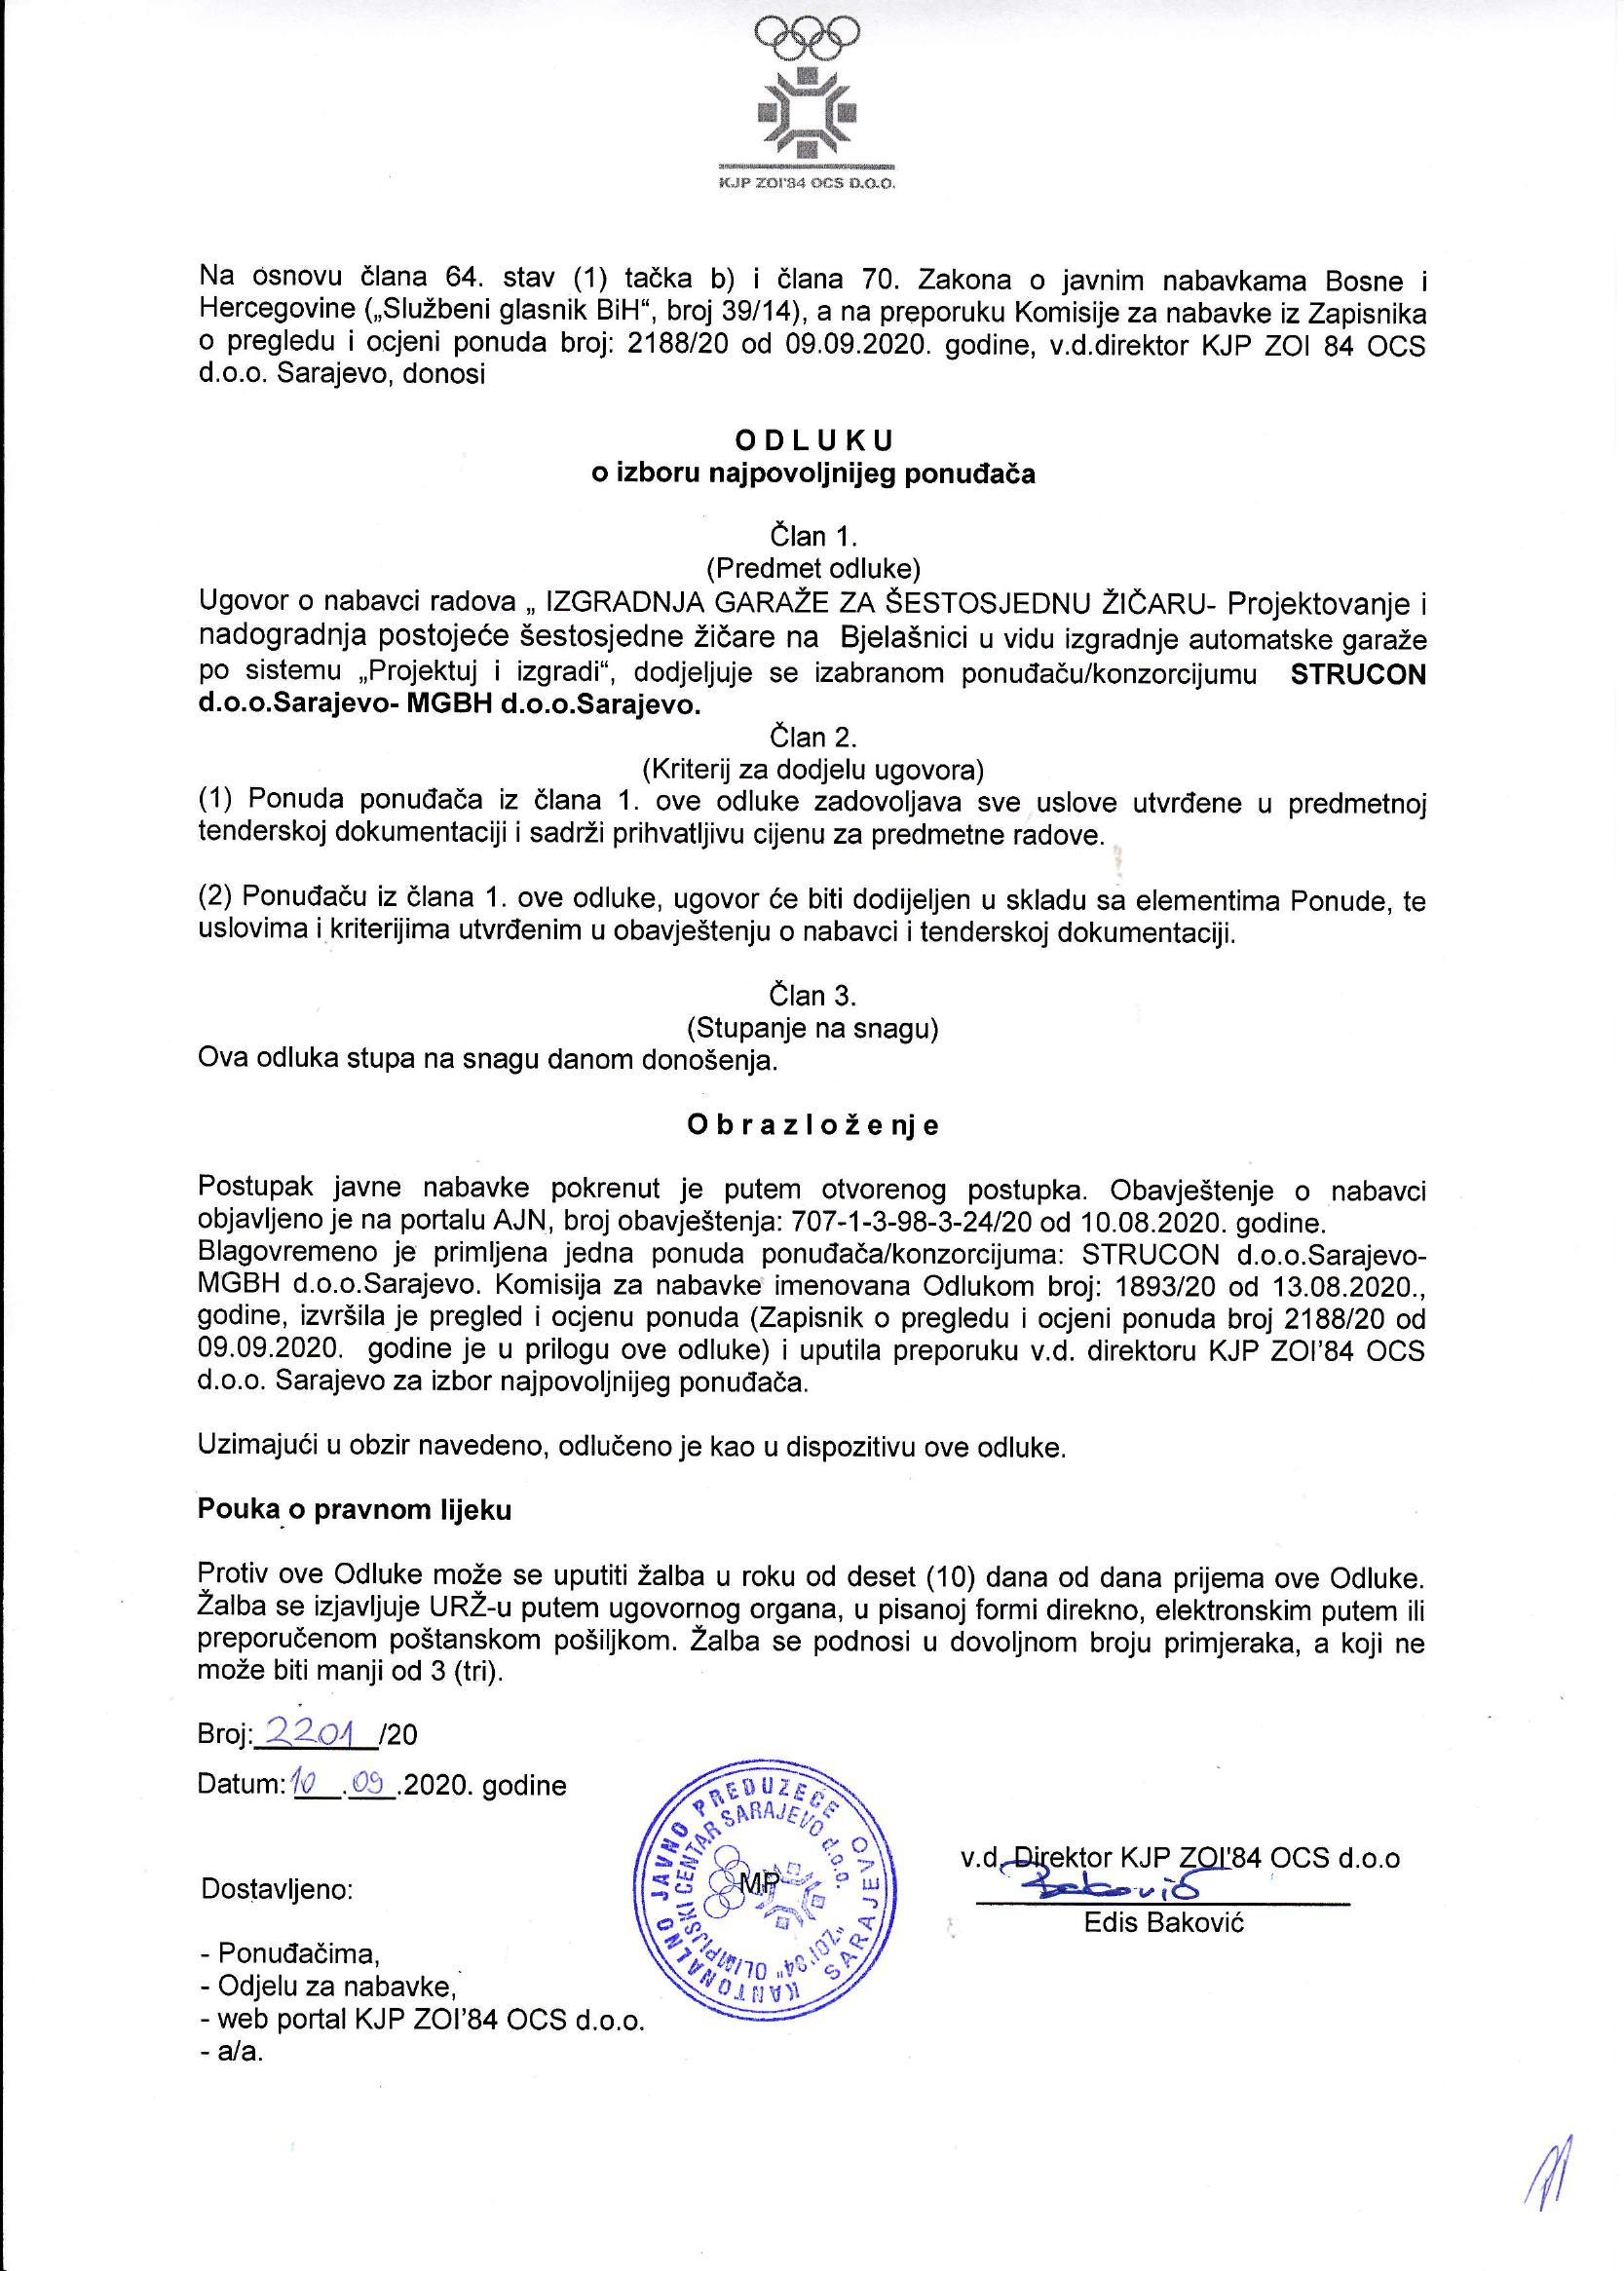 KJP ZOI'84 OCS D.O.O.
Na osnovu člana 64. stav (1) tačka b) i člana 70. Zakona o javnim nabavkama Bosne i
Hercegovine („Službeni glasnik BiH“, broj 39/14), a na preporuku Komisije za nabavke iz Zapisnika
o pregledu i ocjeni ponuda broj: 2188/20 od 09.09.2020. godine, v.d.direktor KJP ZOI 84 OCS
d.o.o. Sarajevo, donosi
O D L U K U
o izboru najpovoljnijeg ponuđača
Član 1.
(Predmet odluke)
Ugovor o nabavci radova „ IZGRADNJA GARAŽE ZA ŠESTOSJEDNU ŽIČARU- Projektovanje i
nadogradnja postojeće šestosjedne žičare na Bjelašnici u vidu izgradnje automatske garaže
po sistemu „Projektuj i izgradi“, dodjeljuje se izabranom ponuđaču/konzorcijumu STRUCON
d.o.o.Sarajevo- MGBH d.o.o.Sarajevo.
Član 2.
(Kriterij za dodjelu ugovora)
(1) Ponuda ponuđača iz člana 1. ove odluke zadovoljava sve uslove utvrđene u predmetnoj
tenderskoj dokumentaciji i sadrži prihvatljivu cijenu za predmetne radove.
(2) Ponuđaču iz člana 1. ove odluke, ugovor će biti dodijeljen u skladu sa elementima Ponude, te
uslovima i kriterijima utvrđenim u obavještenju o nabavci i tenderskoj dokumentaciji.
Član 3.
(Stupanje na snagu)
Ova odluka stupa na snagu danom donošenja.
O b r a z l o ž e nj e
Postupak javne nabavke pokrenut je putem otvorenog postupka. Obavještenje o nabavci
objavljeno je na portalu AJN, broj obavještenja: 707-1-3-98-3-24/20 od 10.08.2020. godine.
Blagovremeno je primljena jedna ponuda ponuđača/konzorcijuma: STRUCON d.o.o.Sarajevo-
MGBH d.o.o.Sarajevo. Komisija za nabavke imenovana Odlukom broj: 1893/20 od 13.08.2020.,
godine, izvršila je pregled i ocjenu ponuda (Zapisnik o pregledu i ocjeni ponuda broj 2188/20 od
09.09.2020. godine je u prilogu ove odluke) i uputila preporuku v.d. direktoru KJP ZOI'84 OCS
d.o.o. Sarajevo za izbor najpovoljnijeg ponuđača.
Uzimajući u obzir navedeno, odlučeno je kao u dispozitivu ove odluke.
Pouka o pravnom lijeku
Protiv ove Odluke može se uputiti žalba u roku od deset (10) dana od dana prijema ove Odluke.
Žalba se izjavljuje URŽ-u putem ugovornog organa, u pisanoj formi direkno, elektronskim putem ili
preporučenom poštanskom pošiljkom. Žalba se podnosi u dovoljnom broju primjeraka, a koji ne
može biti manji od 3 (tri).
Broj: 2201 /20
Datum: 10 . 09 .2020. godine
KANTONALNO JAVNO PREDUZEĆE SARAJEVO
"ZOI'84" OLIMPIJSKI CENTAR SARAJEVO d.o.o.
MP
v.d. Direktor KJP ZOI'84 OCS d.o.o
Baković
Edis Baković
Dostavljeno:
- Ponuđačima,
- Odjelu za nabavke,
- web portal KJP ZOI'84 OCS d.o.o.
- a/a.